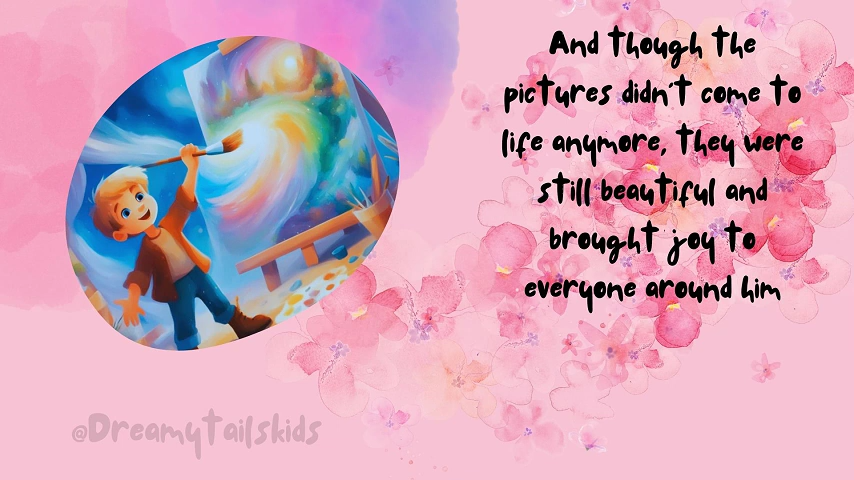 And though the
pictures didn't come to
life anymore, they were
still beautiful and
brought joy to
everyone around him
@Dreamytailskids